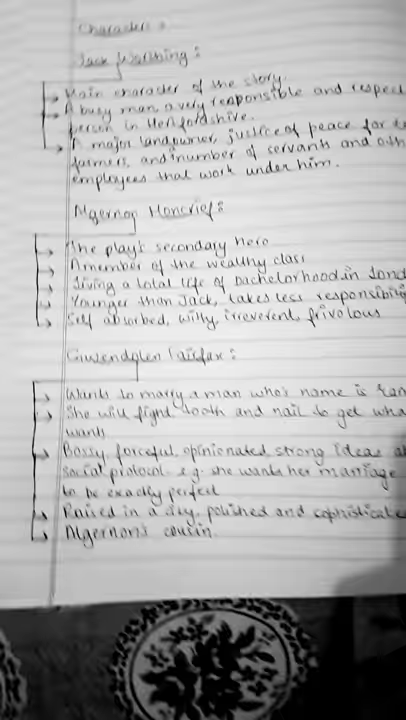 Characters:
Jack Worthing:
Main character of the story.
A busy man, a very responsible and respec
person in Hertfordshire.
A major landowner, justice of peace for
farmers, and number of servants and oth
employees that work under him.
Algernon Moncrief:
The play's secondary hero
A member of the wealthy class
Living a total life of bachelorhood in Lond
Younger than Jack, takes less responsibi
Self absorbed, witty, irreverent, frivolous
Gwendolen Fairfax:
Wants to marry a man who's name is
She will fight tooth and nail to get wha
wants
Bossy, forceful, opinionated, strong ideas a
social protocol e.g. she wants her marriage
to be exactly perfect
Raised in a city, polished and sophisticate
Algernon's cousin.